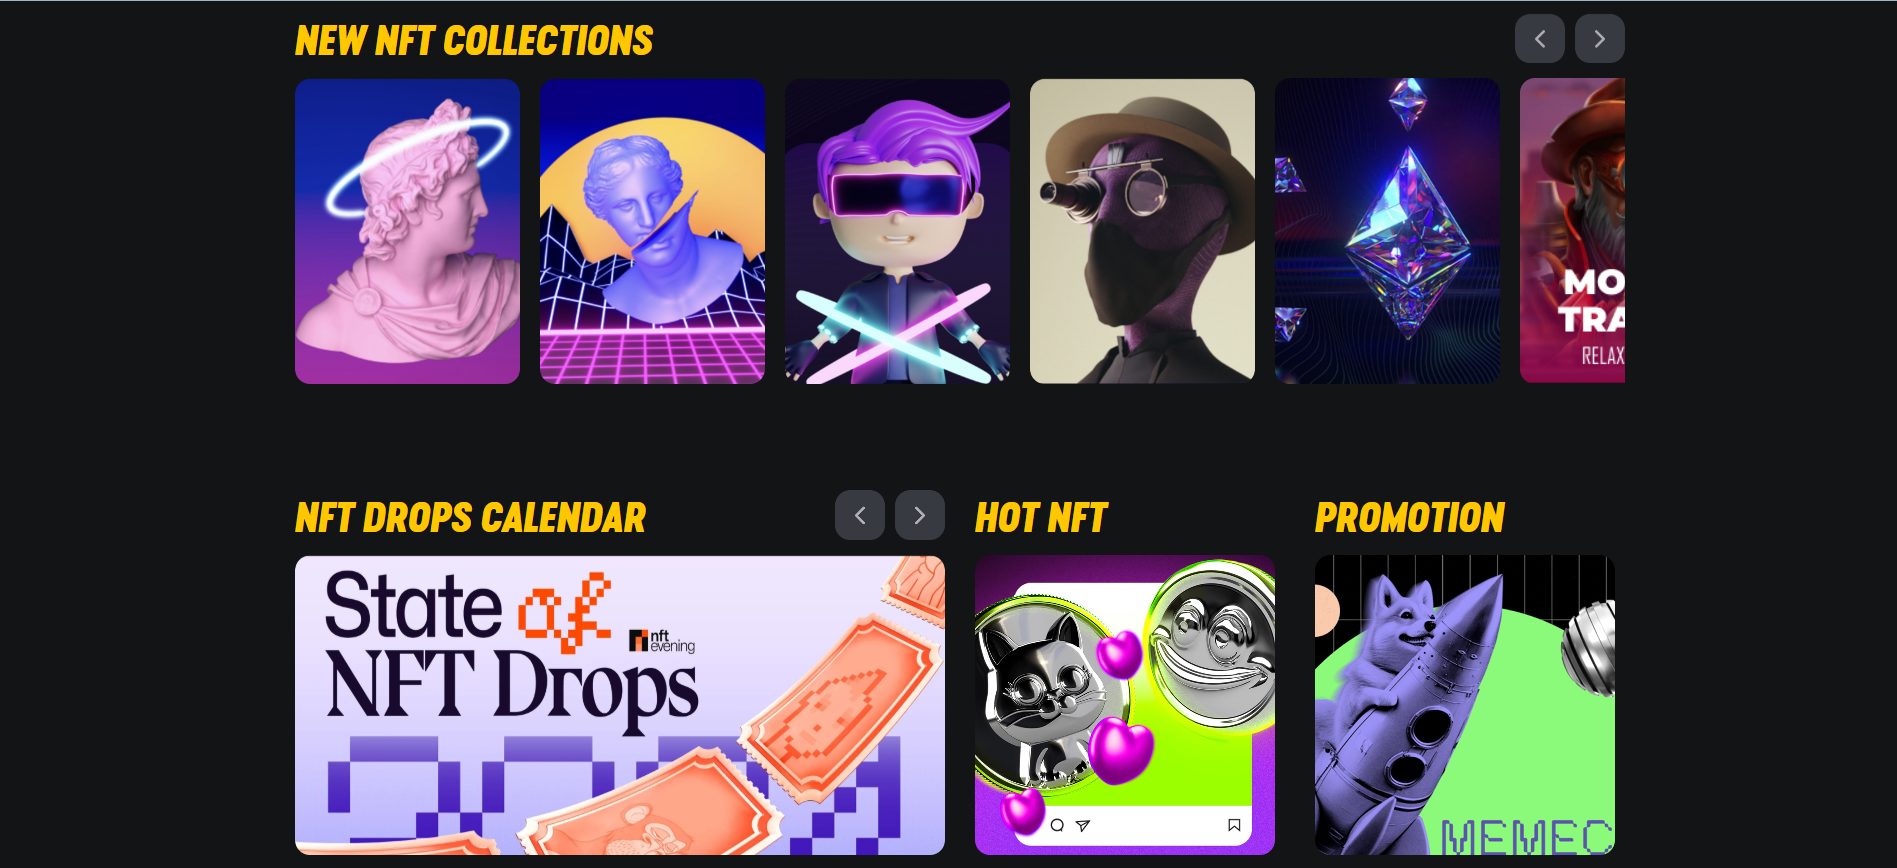 NEW NFT COLLECTIONS
MO
TRA
RELAX
NFT DROPS CALENDAR
HOT NFT
PROMOTION
State of
nft
evening
NFT Drops
MEMEC